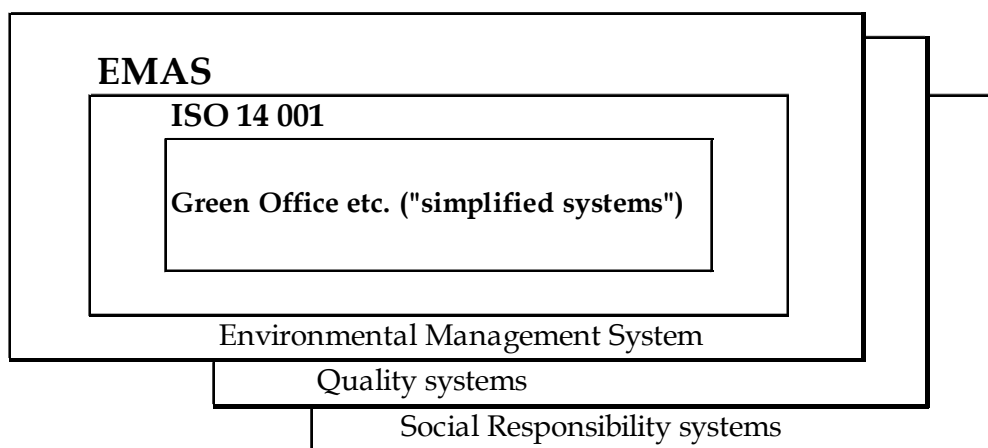 EMAS
ISO 14 001
Green Office etc. ("simplified systems")
Environmental Management System
Quality systems
Social Responsibility systems